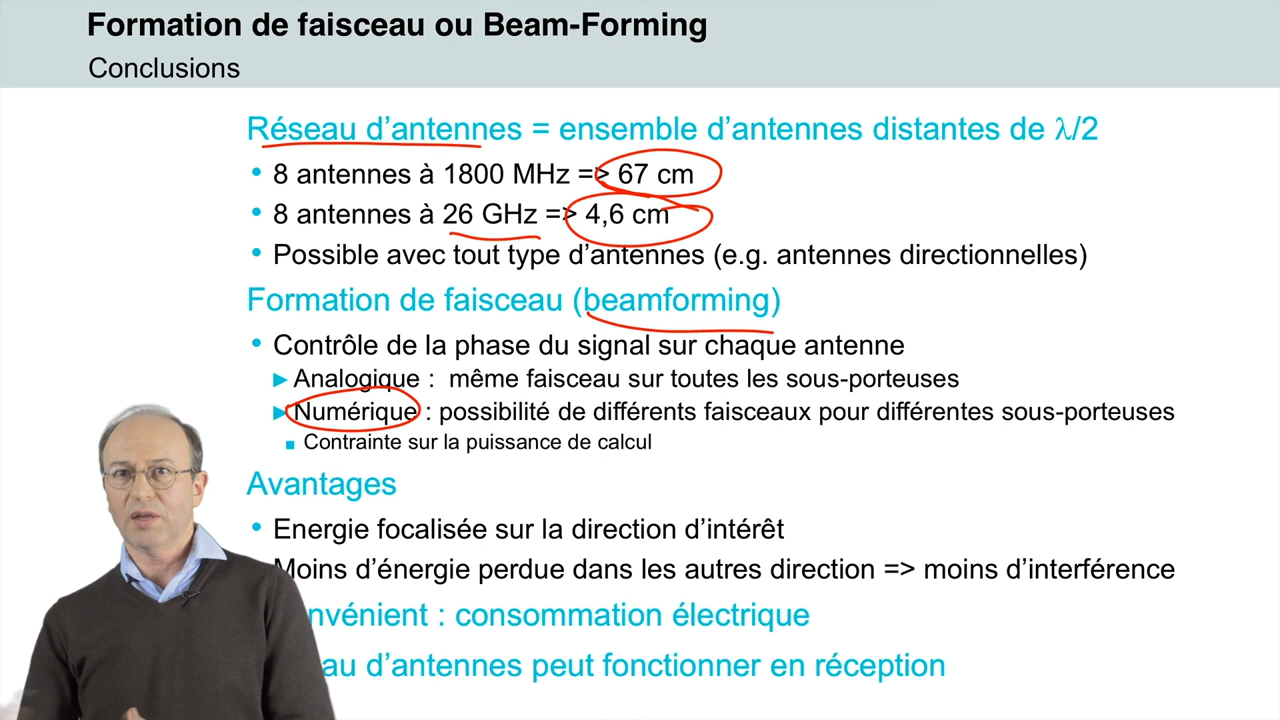 Formation de faisceau ou Beam-Forming
Conclusions
Réseau d'antennes = ensemble d'antennes distantes de λ/2
• 8 antennes à 1800 MHz => 67 cm
• 8 antennes à 26 GHz => 4,6 cm
• Possible avec tout type d'antennes (e.g. antennes directionnelles)
Formation de faisceau (beamforming)
• Contrôle de la phase du signal sur chaque antenne
► Analogique : même faisceau sur toutes les sous-porteuses
► Numérique : possibilité de différents faisceaux pour différentes sous-porteuses
■ Contrainte sur la puissance de calcul
Avantages
• Energie focalisée sur la direction d'intérêt
Moins d'énergie perdue dans les autres direction => moins d'interférence
nvénient : consommation électrique
au d'antennes peut fonctionner en réception